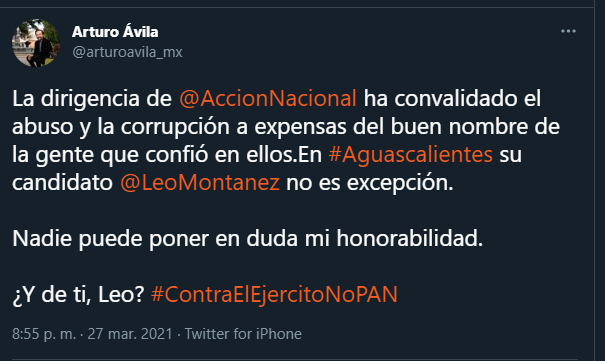 Arturo Ávila
@arturoavila_mx
La dirigencia de @AccionNacional ha convalidado el
abuso y la corrupción a expensas del buen nombre de
la gente que confió en ellos.En #Aguascalientes su
candidato @LeoMontanez no es excepción.
Nadie puede poner en duda mi honorabilidad.
¿Y de ti, Leo? #ContraElEjercitoNoPAN
8:55 p. m. · 27 mar. 2021 · Twitter for iPhone